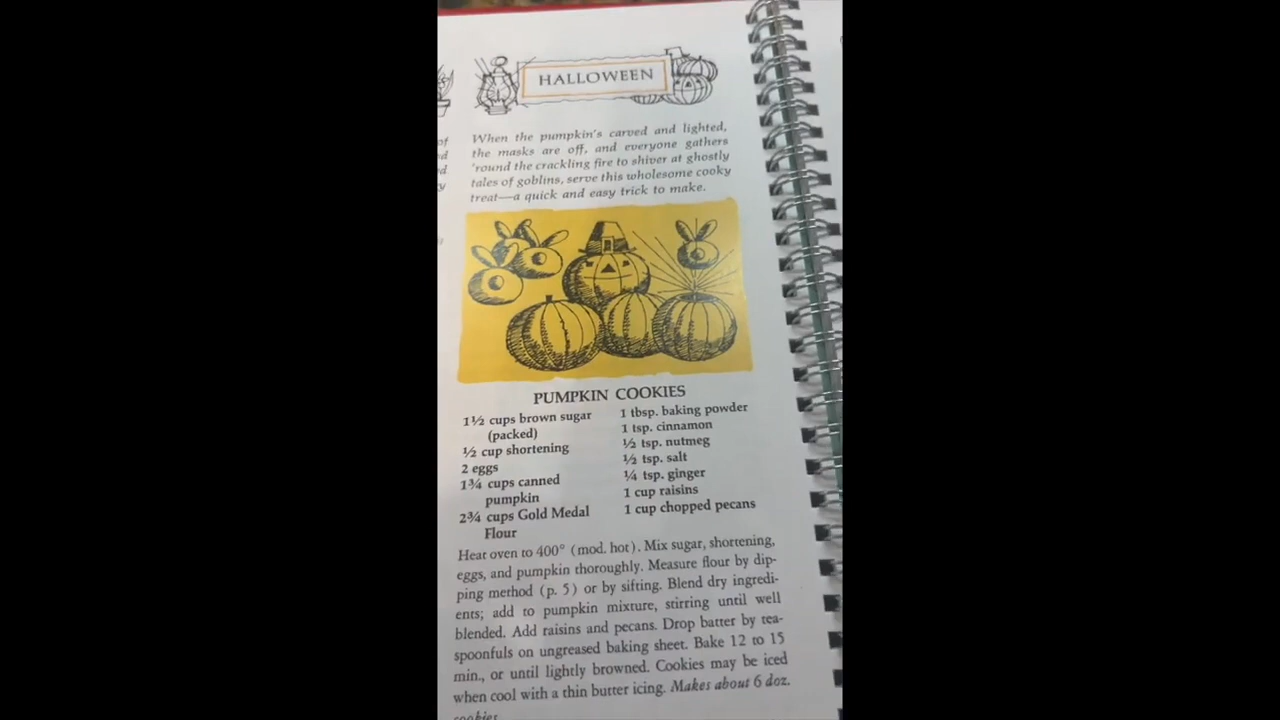 HALLOWEEN
When the pumpkin's carved and lighted,
the masks are off, and everyone gathers
'round the crackling fire to shiver at ghostly
tales of goblins, serve this wholesome cooky
treat—a quick and easy trick to make.
PUMPKIN COOKIES
1½ cups brown sugar
(packed)
½ cup shortening
2 eggs
1¾ cups canned
pumpkin
2¾ cups Gold Medal
Flour
1 tbsp. baking powder
1 tsp. cinnamon
½ tsp. nutmeg
½ tsp. salt
¼ tsp. ginger
1 cup raisins
1 cup chopped pecans
Heat oven to 400° (mod. hot). Mix sugar, shortening,
eggs, and pumpkin thoroughly. Measure flour by dip-
ping method (p. 5) or by sifting. Blend dry ingredi-
ents; add to pumpkin mixture, stirring until well
blended. Add raisins and pecans. Drop batter by tea-
spoonfuls on ungreased baking sheet. Bake 12 to 15
min., or until lightly browned. Cookies may be iced
when cool with a thin butter icing. Makes about 6 doz.
cookies